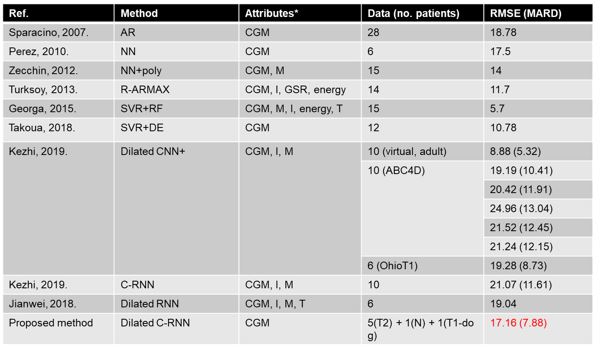 Ref. Method Attributes* Data (no. patients) RMSE (MARD)
Sparacino, 2007. AR CGM 28 18.78
Perez, 2010. NN CGM 6 17.5
Zecchin, 2012. NN+poly CGM, M 15 14
Turksoy, 2013. R-ARMAX CGM, I, GSR, energy 14 11.7
Georga, 2015. SVR+RF CGM, M, I, energy, T 15 5.7
Takoua, 2018. SVR+DE CGM 12 10.78
Kezhi, 2019. Dilated CNN+ CGM, I, M 10 (virtual, adult) 8.88 (5.32)
10 (ABC4D) 19.19 (10.41)
20.42 (11.91)
24.96 (13.04)
21.52 (12.45)
21.24 (12.15)
6 (OhioT1) 19.28 (8.73)
Kezhi, 2019. C-RNN CGM, I, M 10 21.07 (11.61)
Jianwei, 2018. Dilated RNN CGM, I, M, T 6 19.04
Proposed method Dilated C-RNN CGM 5(T2) + 1(N) + 1(T1-do 17.16 (7.88)
g)